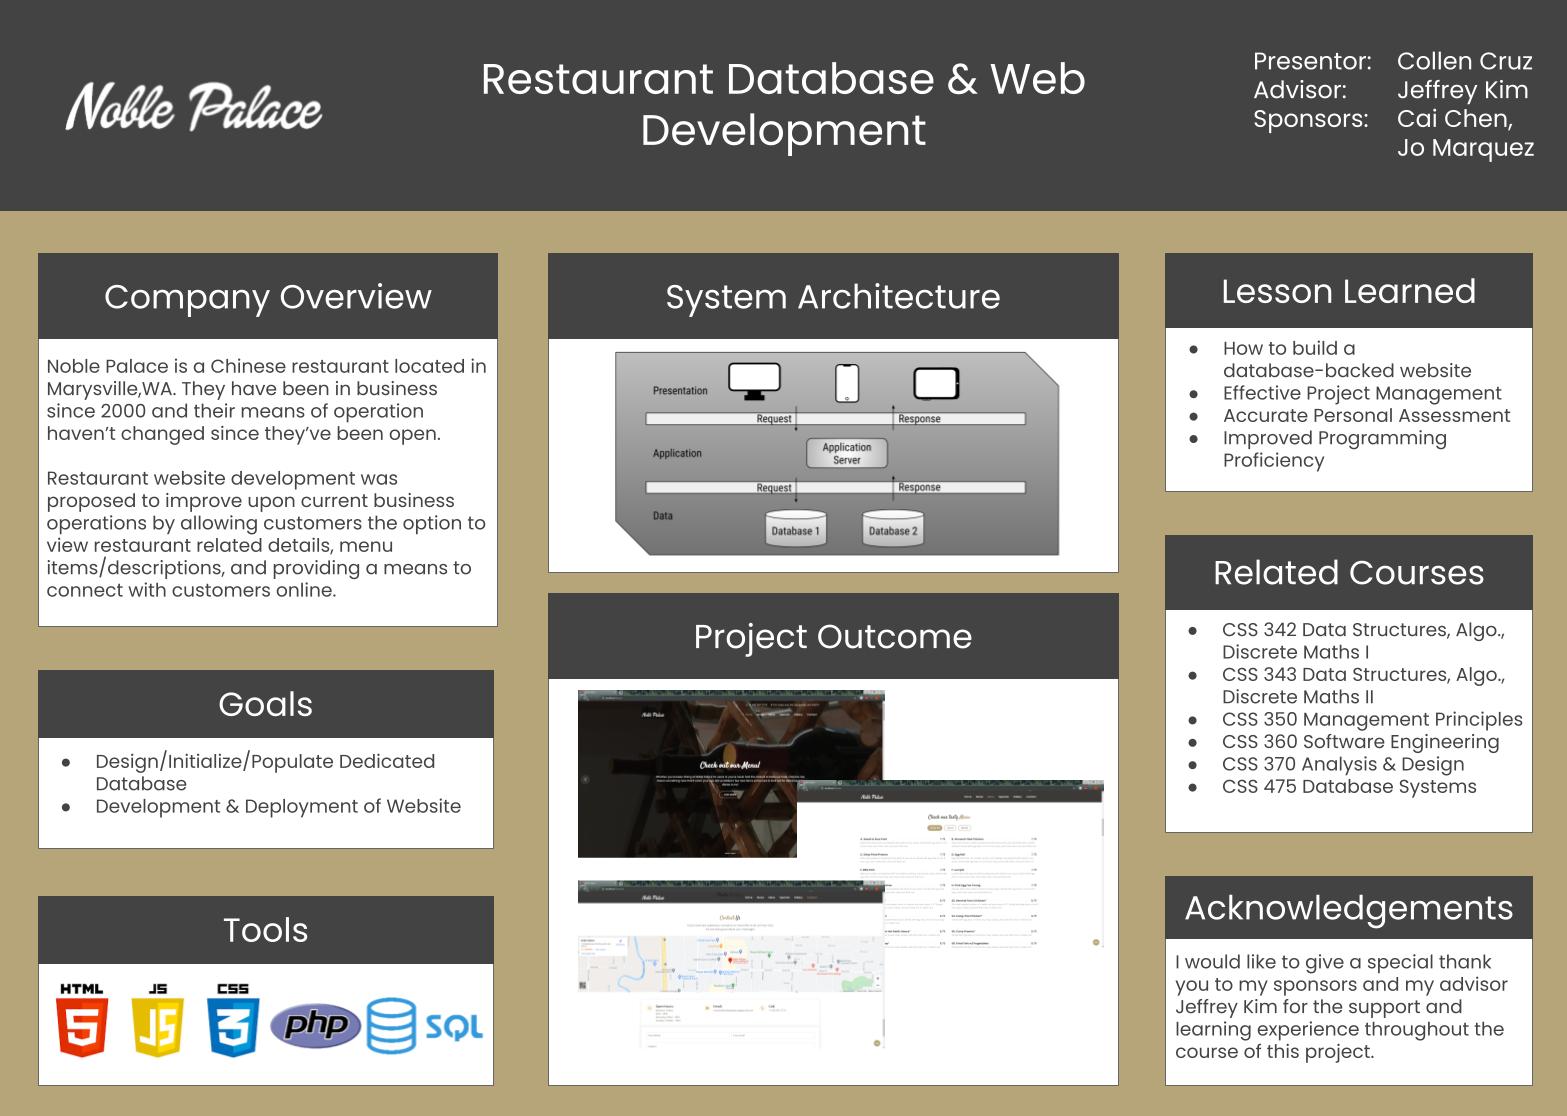 Noble Palace
Restaurant Database & Web
Development
Presentor: Collen Cruz
Advisor: Jeffrey Kim
Sponsors: Cai Chen,
Jo Marquez
Company Overview
Noble Palace is a Chinese restaurant located in
Marysville,WA. They have been in business
since 2000 and their means of operation
haven’t changed since they’ve been open.
Restaurant website development was
proposed to improve upon current business
operations by allowing customers the option to
view restaurant related details, menu
items/descriptions, and providing a means to
connect with customers online.
Goals
● Design/Initialize/Populate Dedicated
Database
● Development & Deployment of Website
Tools
HTML
5
JS
JS
CSS
3
php
SQL
System Architecture
Presentation
Request
Response
Application
Application
Server
Request
Response
Data
Database 1
Database 2
Project Outcome
Noble Palace
Check out our Menu!
Noble Palace
Check our tasty Menu
Noble Palace
Contact Us
Lesson Learned
● How to build a
database-backed website
● Effective Project Management
● Accurate Personal Assessment
● Improved Programming
Proficiency
Related Courses
● CSS 342 Data Structures, Algo.,
Discrete Maths I
● CSS 343 Data Structures, Algo.,
Discrete Maths II
● CSS 350 Management Principles
● CSS 360 Software Engineering
● CSS 370 Analysis & Design
● CSS 475 Database Systems
Acknowledgements
I would like to give a special thank
you to my sponsors and my advisor
Jeffrey Kim for the support and
learning experience throughout the
course of this project.